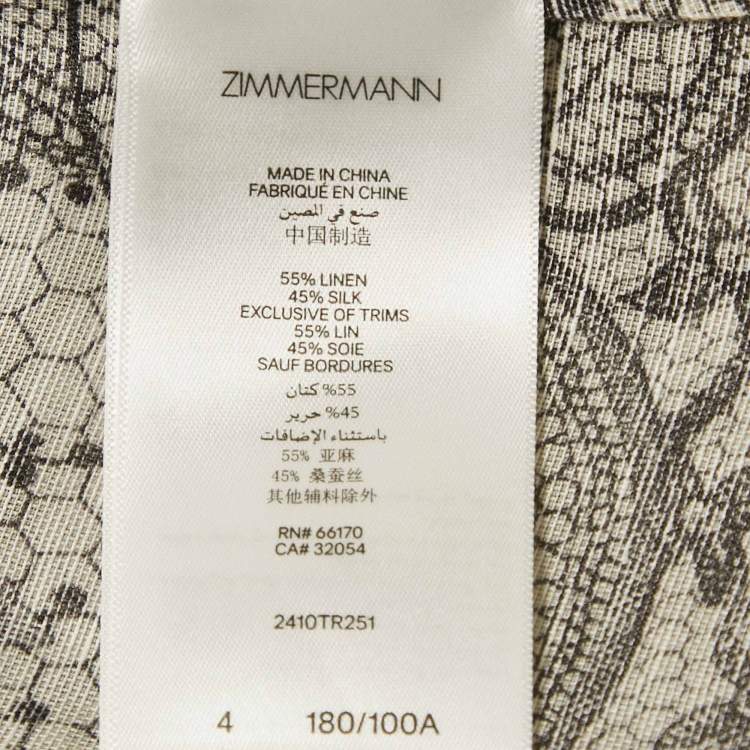 ZIMMERMANN
MADE IN CHINA
FABRIQUÉ EN CHINE
صنع في المصين
中国制造
55% LINEN
45% SILK
EXCLUSIVE OF TRIMS
55% LIN
45% SOIE
SAUF BORDURES
55% كتان
45% حرير
باستثناء الإضافات
55% 亚麻
45% 桑蚕丝
其他辅料除外
RN# 66170
CA# 32054
2410TR251
4 180/100A